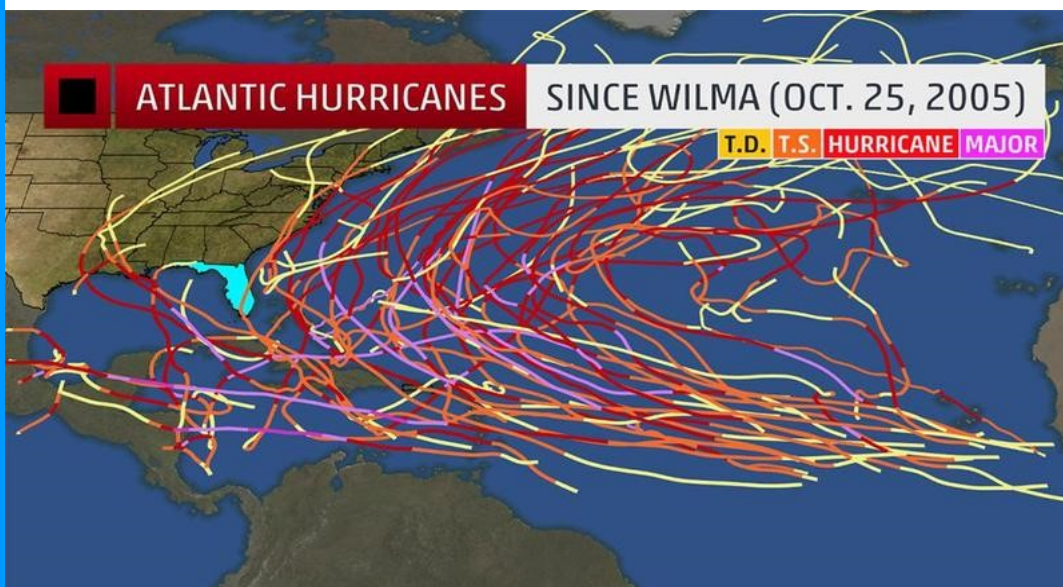 ATLANTIC HURRICANES SINCE WILMA (OCT. 25, 2005)
T.D. T.S. HURRICANE MAJOR